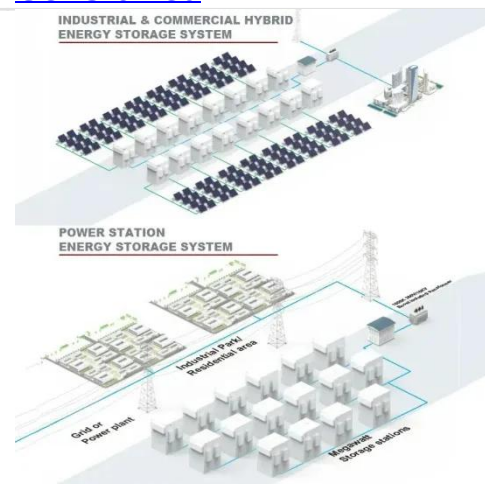 INDUSTRIAL & COMMERCIAL HYBRID
ENERGY STORAGE SYSTEM
POWER STATION
ENERGY STORAGE SYSTEM
Industrial Park/
Residential area
Grid or
Power plant
Megawatt
Storage stations